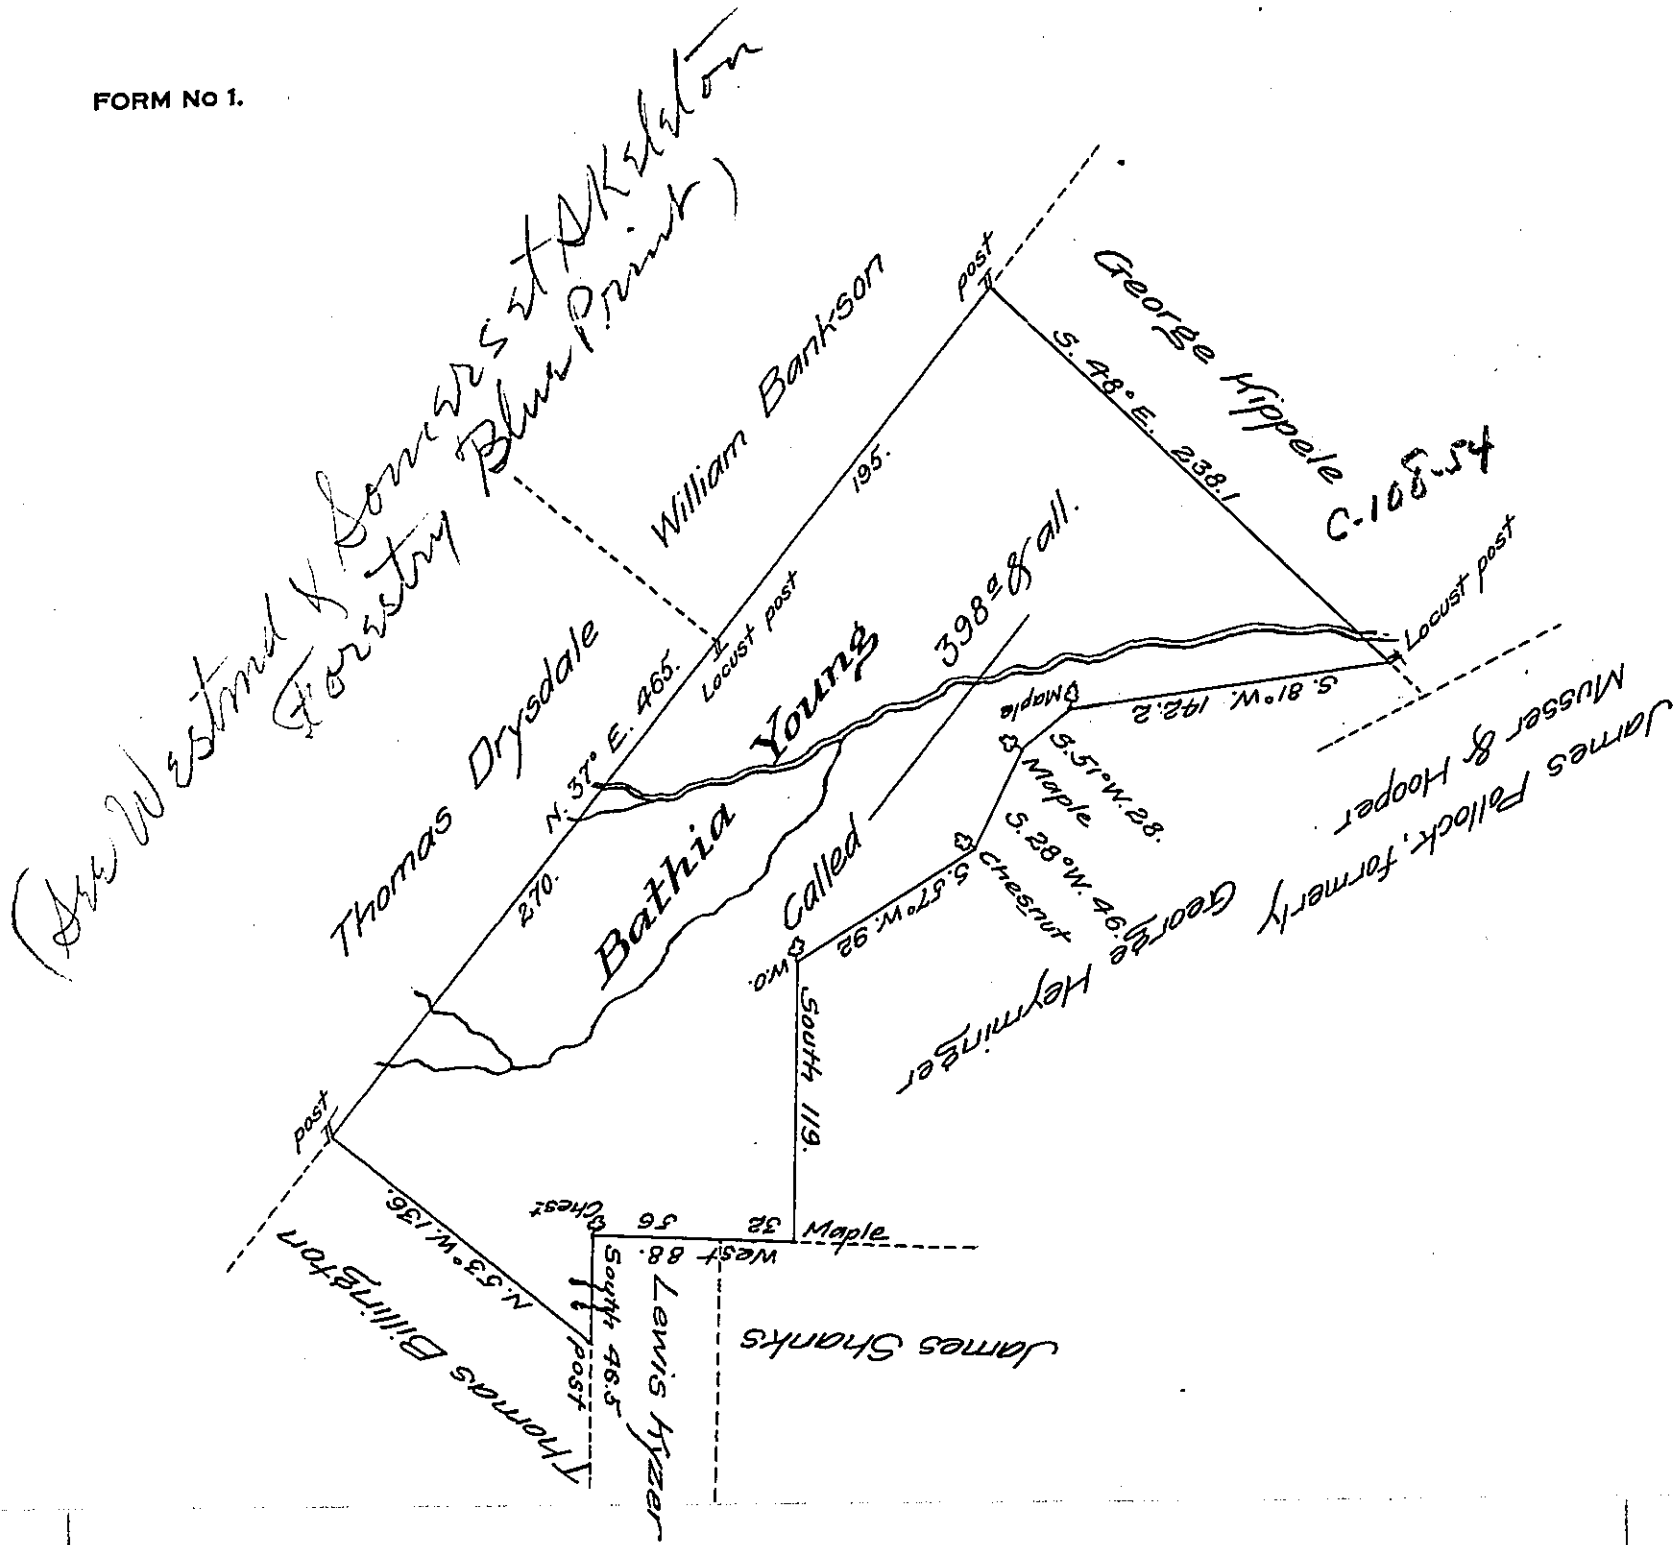 FORM No 1.
(See Westmd & Somerset Skeleton
Forestry Blue Print)
William Bankson
195.
post
George Kippele
S. 48° E. 238.1
C-108-54
Locust post
Thomas Drysdale
N. 37° E. 465.
Locust post
270.
Bathia Young
Called 398a & all.
S. 81° W. 142.2
Maple
S. 51° W. 28.
Maple
S. 28° W. 49.
Chesnut
S. 57° W. 92
W.O.
James Pollock, formerly
Musser & Hooper
George Heyminger
South 119.
Maple
West 88.
32
56
Chest
South 46.5
post
James Shanks
Lewis Kyzer
N. 53° W. 136.
post
Thomas Billington